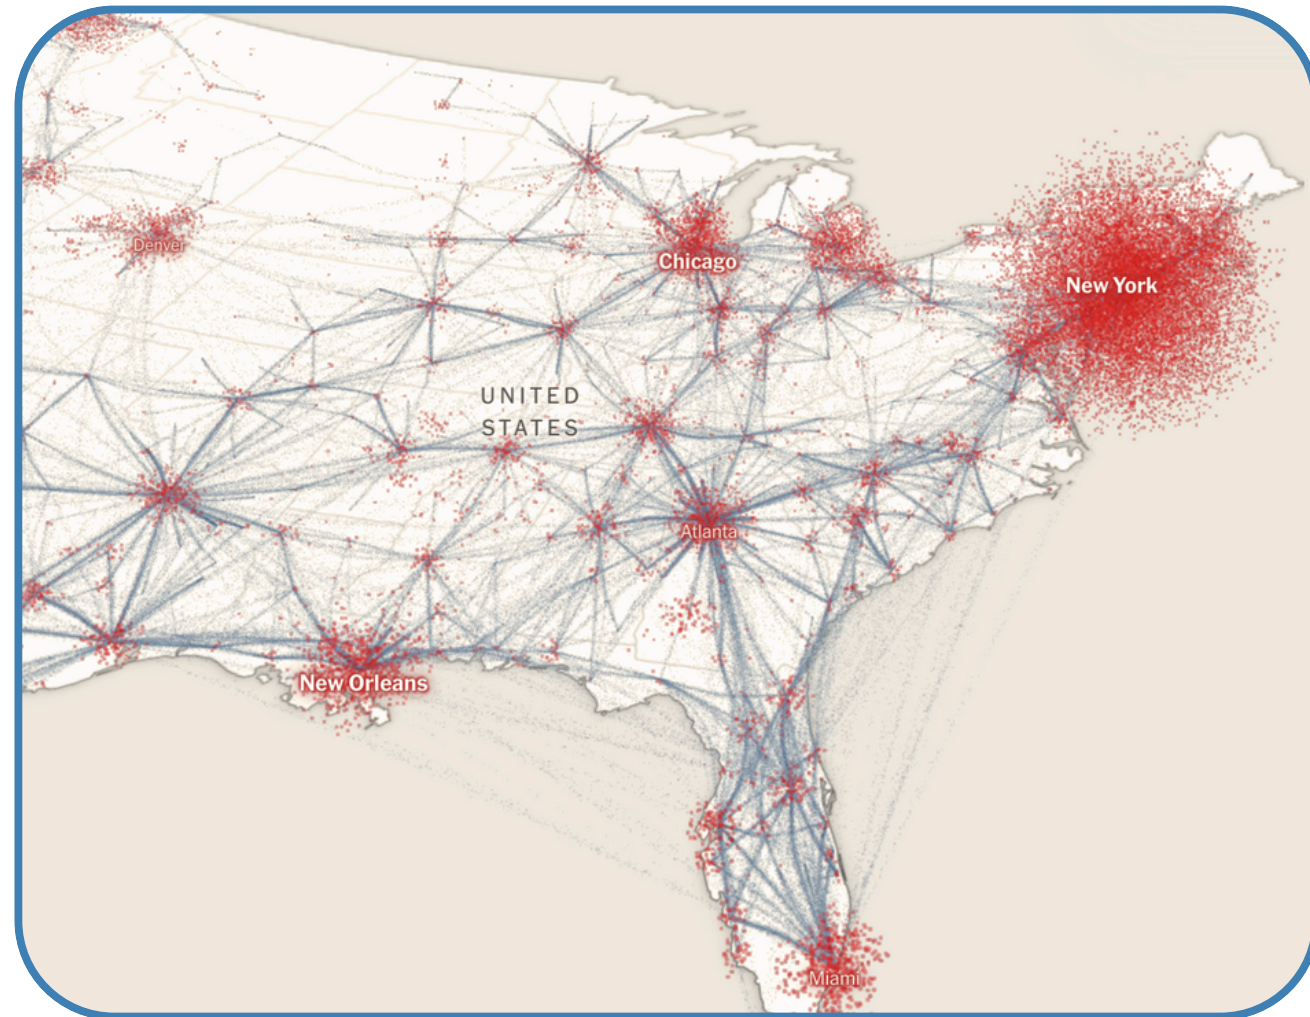 Denver
Chicago
New York
UNITED
STATES
Atlanta
New Orleans
Miami